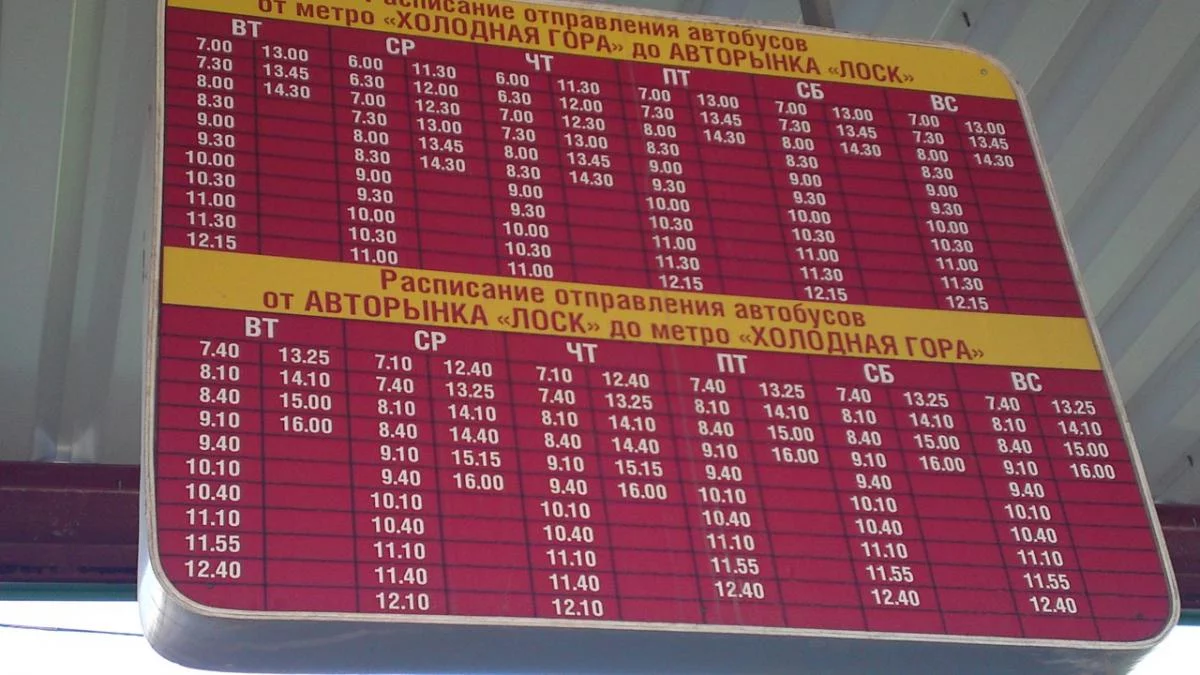 Расписание отправления автобусов
от метро «ХОЛОДНАЯ ГОРА» до АВТОРЫНКА «ЛОСК»
ВТ СР ЧТ ПТ СБ ВС
7.00 13.00 6.00 11.30 6.00 11.30 7.00 13.00 7.00 13.00 7.00 13.00
7.30 13.45 6.30 12.00 6.30 12.00 7.30 13.45 7.30 13.45 7.30 13.45
8.00 14.30 7.00 12.30 7.00 12.30 8.00 14.30 8.00 14.30 8.00 14.30
8.30 7.30 13.00 7.30 13.00 8.30 8.30 8.30
9.00 8.00 13.45 8.00 13.45 9.00 9.00 9.00
9.30 8.30 14.30 8.30 14.30 9.30 9.30 9.30
10.00 9.00 9.00 10.00 10.00 10.00
10.30 9.30 9.30 10.30 10.30 10.30
11.00 10.00 10.00 11.00 11.00 11.00
11.30 10.30 10.30 11.30 11.30 11.30
12.15 11.00 11.00 12.15 12.15 12.15
Расписание отправления автобусов
от АВТОРЫНКА «ЛОСК» до метро «ХОЛОДНАЯ ГОРА»
ВТ СР ЧТ ПТ СБ ВС
7.40 13.25 7.10 12.40 7.10 12.40 7.40 13.25 7.40 13.25 7.40 13.25
8.10 14.10 7.40 13.25 7.40 13.25 8.10 14.10 8.10 14.10 8.10 14.10
8.40 15.00 8.10 14.10 8.10 14.10 8.40 15.00 8.40 15.00 8.40 15.00
9.10 16.00 8.40 14.40 8.40 14.40 9.10 16.00 9.10 16.00 9.10 16.00
9.40 9.10 15.15 9.10 15.15 9.40 9.40 9.40
10.10 9.40 16.00 9.40 16.00 10.10 10.10 10.10
10.40 10.10 10.10 10.40 10.40 10.40
11.10 10.40 10.40 11.10 11.10 11.10
11.55 11.10 11.10 11.55 11.55 11.55
12.40 11.40 11.40 12.40 12.40 12.40
12.10 12.10